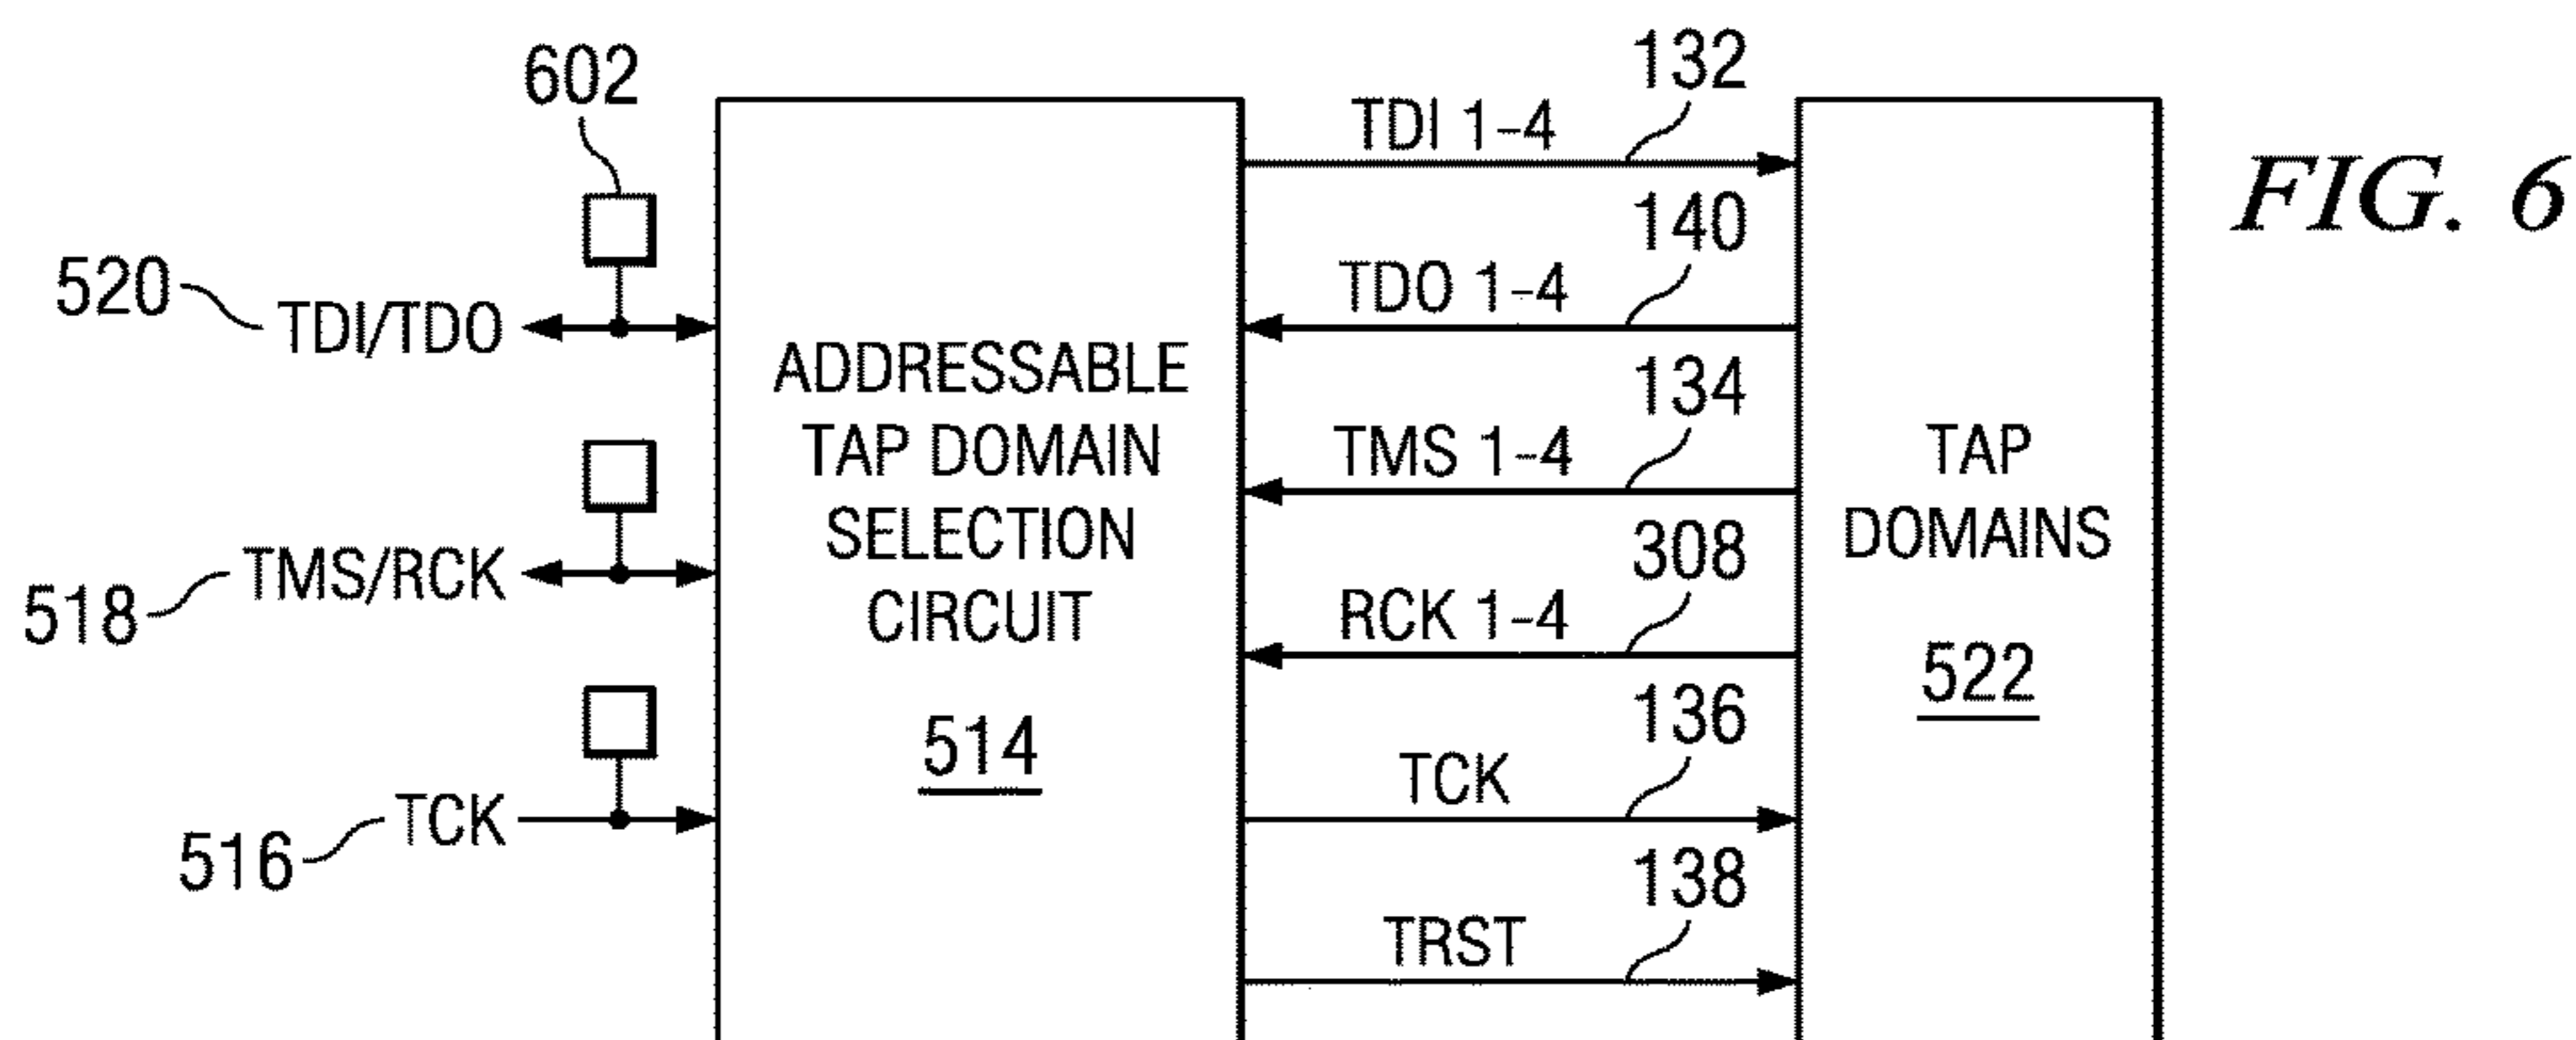 FIG. 6
602
520
TDI/TDO
518
TMS/RCK
516
TCK
ADDRESSABLE
TAP DOMAIN
SELECTION
CIRCUIT
514
132
TDI 1-4
140
TDO 1-4
134
TMS 1-4
308
RCK 1-4
136
TCK
138
TRST
TAP
DOMAINS
522